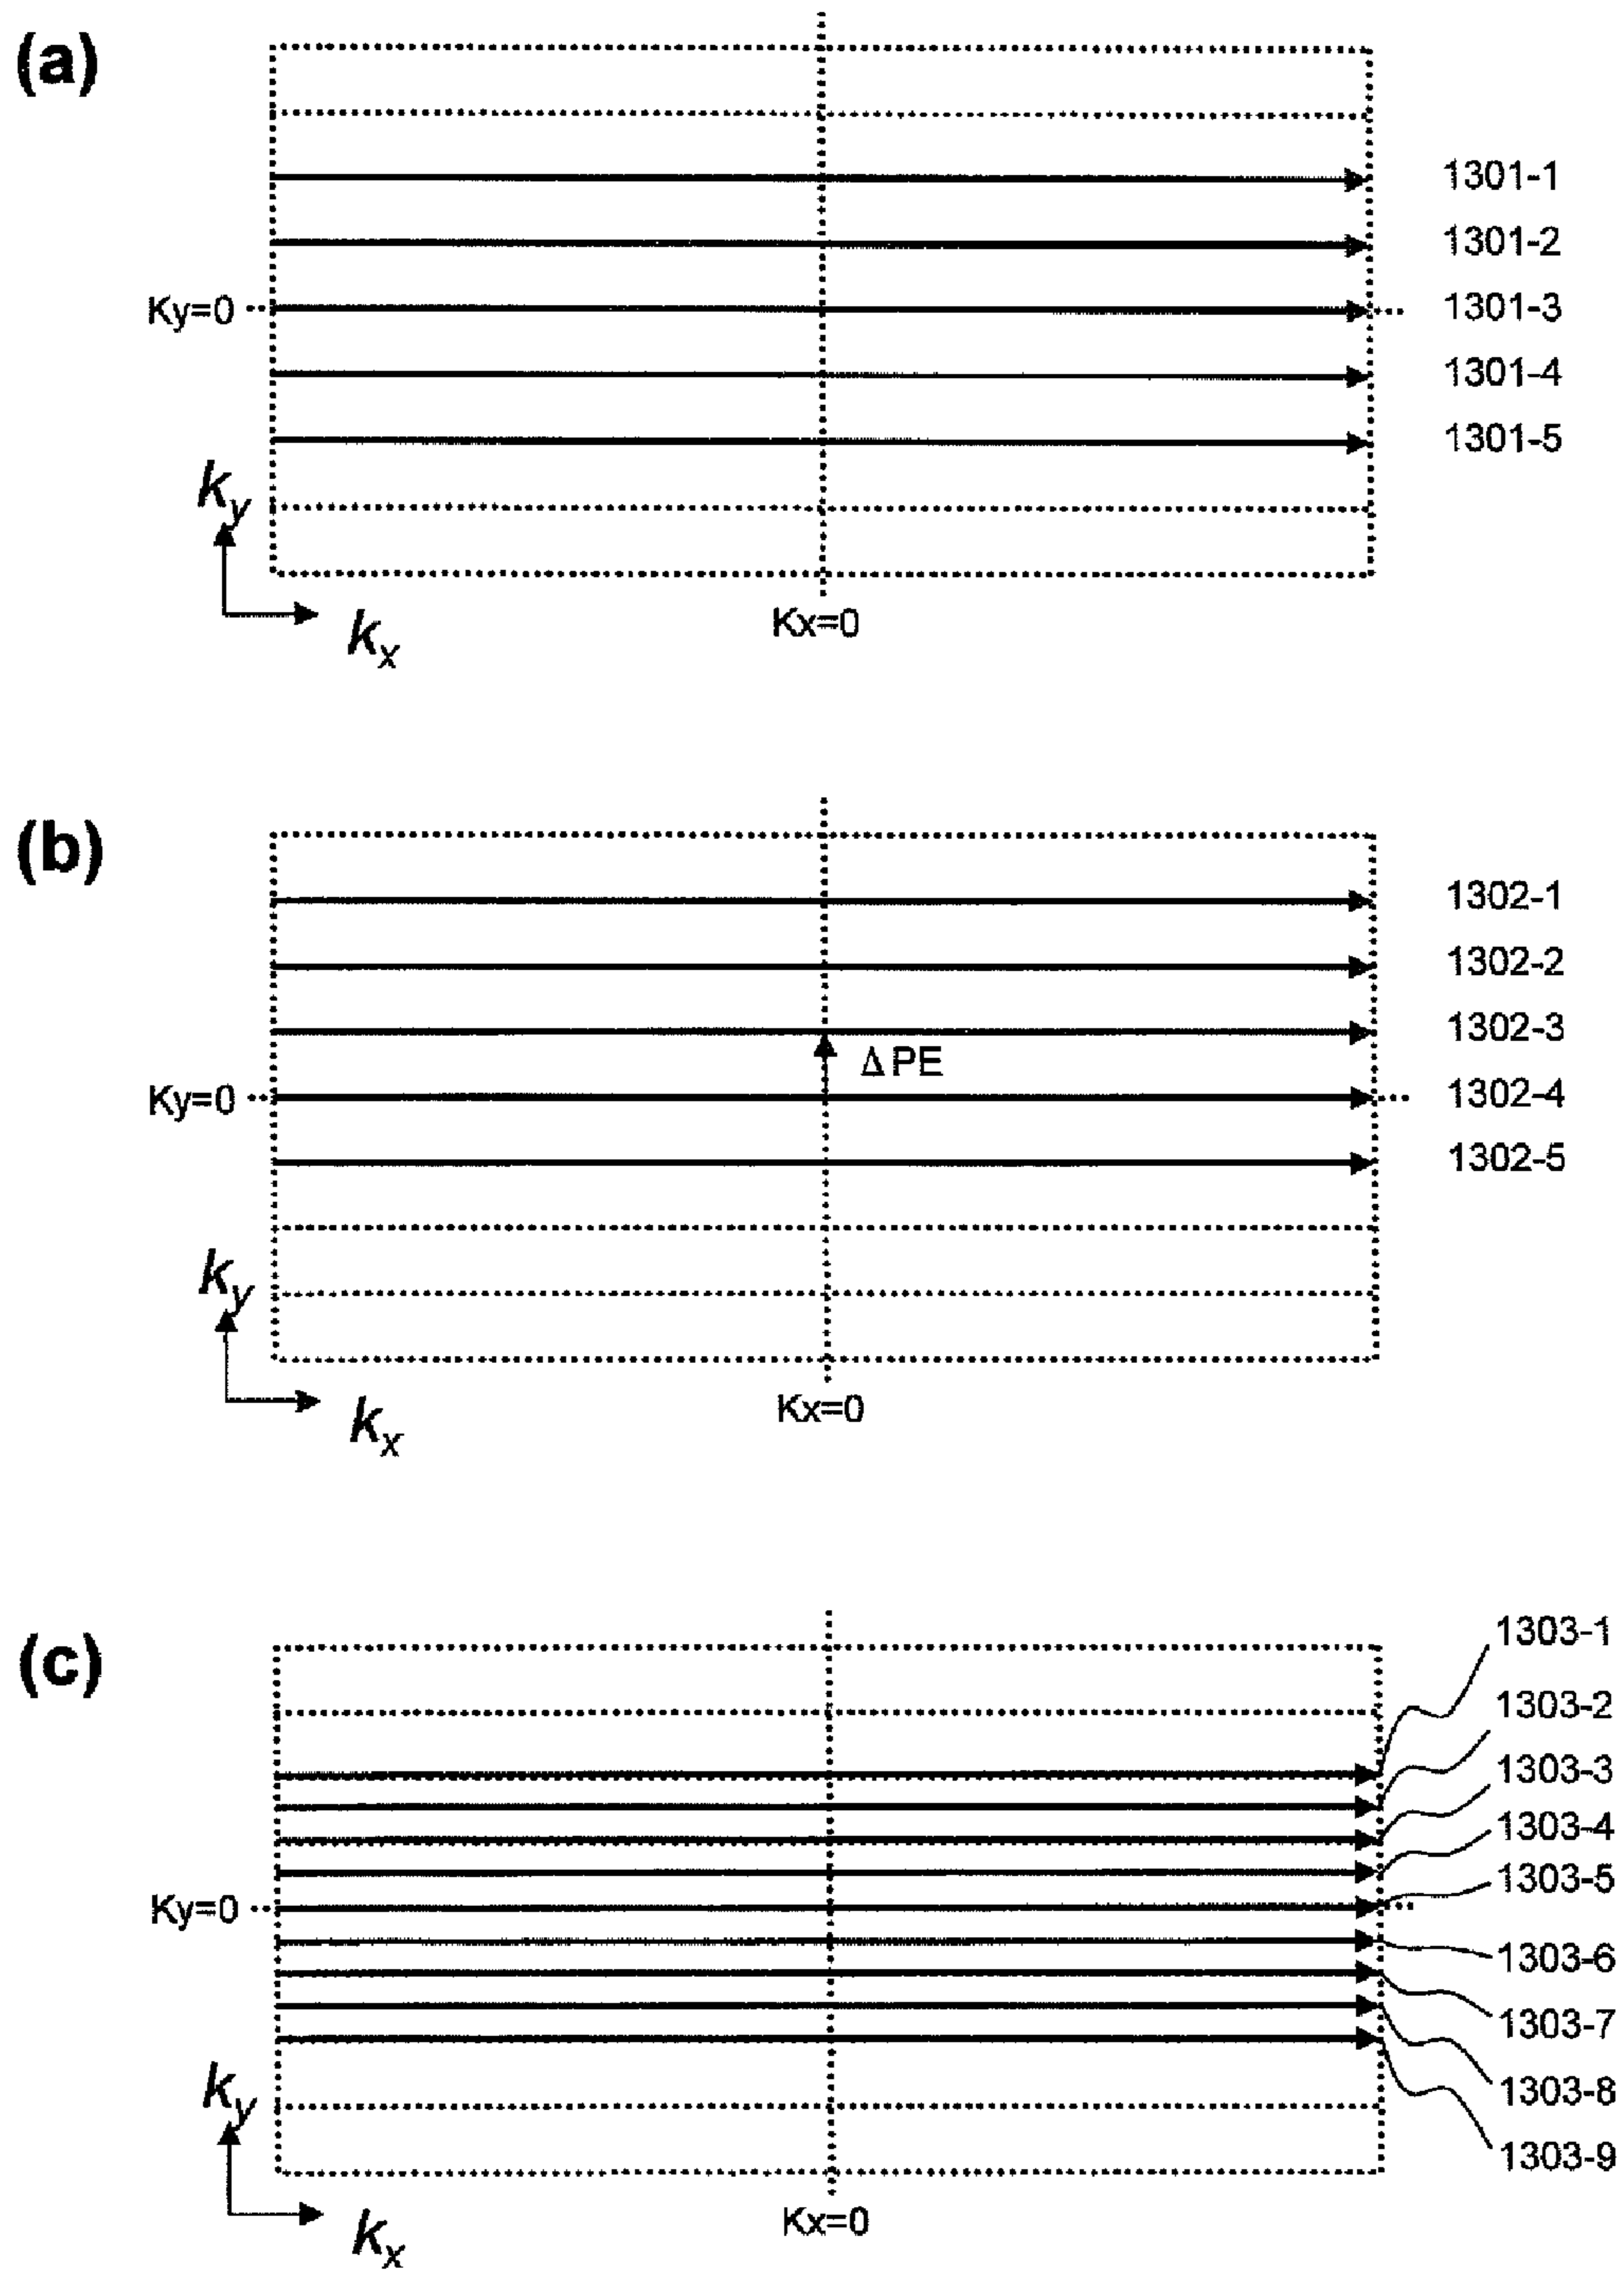 (a)
1301-1
1301-2
Ky=0
1301-3
1301-4
1301-5
ky
kx
Kx=0
(b)
1302-1
1302-2
1302-3
Δ PE
Ky=0
1302-4
1302-5
ky
kx
Kx=0
(c)
1303-1
1303-2
1303-3
1303-4
1303-5
Ky=0
1303-6
1303-7
1303-8
1303-9
ky
kx
Kx=0